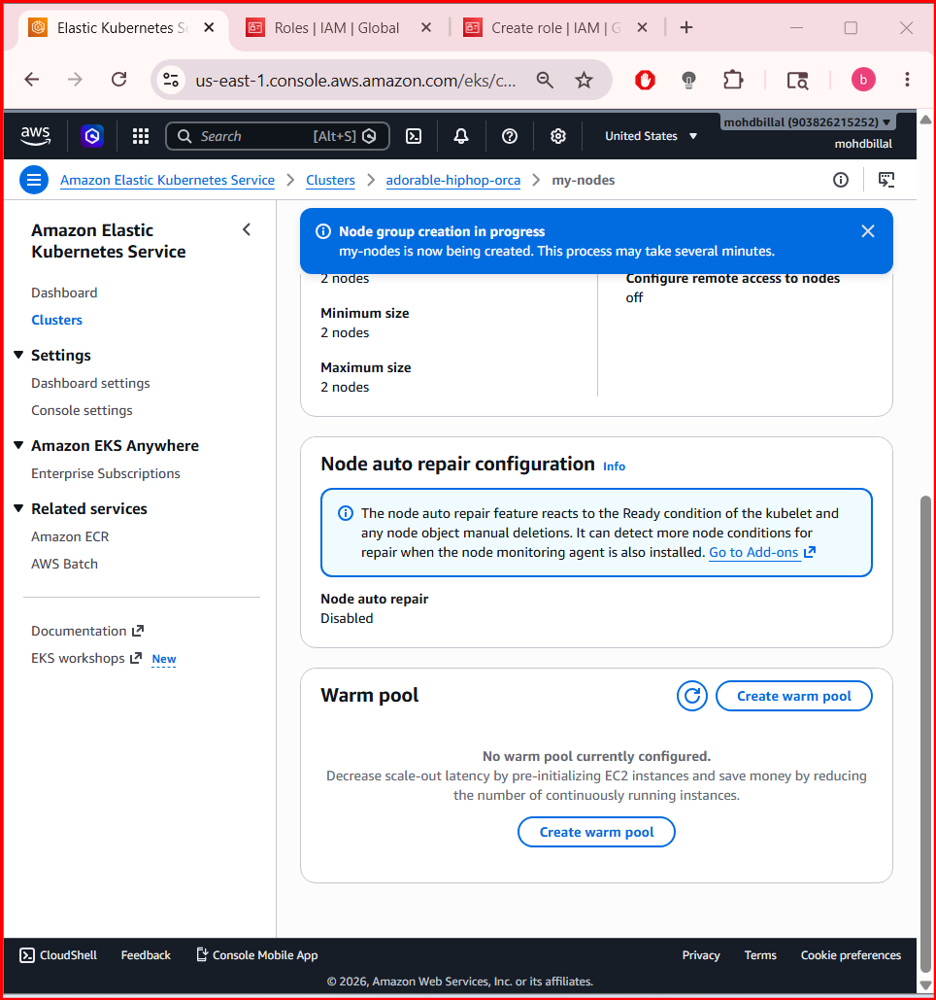 Elastic Kubernetes S
Roles | IAM | Global
Create role | IAM | G
us-east-1.console.aws.amazon.com/eks/c...
b
aws
Search
[Alt+S]
United States
mohdbillal (903826215252)
mohdbillal
Amazon Elastic Kubernetes Service
Clusters
adorable-hiphop-orca
my-nodes
Amazon Elastic
Kubernetes Service
Dashboard
Clusters
Settings
Dashboard settings
Console settings
Amazon EKS Anywhere
Enterprise Subscriptions
Related services
Amazon ECR
AWS Batch
Documentation
EKS workshops New
Node group creation in progress
my-nodes is now being created. This process may take several minutes.
2 nodes
Minimum size
2 nodes
Maximum size
2 nodes
Configure remote access to nodes
off
Node auto repair configuration Info
The node auto repair feature reacts to the Ready condition of the kubelet and
any node object manual deletions. It can detect more node conditions for
repair when the node monitoring agent is also installed. Go to Add-ons
Node auto repair
Disabled
Warm pool
Create warm pool
No warm pool currently configured.
Decrease scale-out latency by pre-initializing EC2 instances and save money by reducing
the number of continuously running instances.
Create warm pool
CloudShell
Feedback
Console Mobile App
Privacy
Terms
Cookie preferences
© 2026, Amazon Web Services, Inc. or its affiliates.